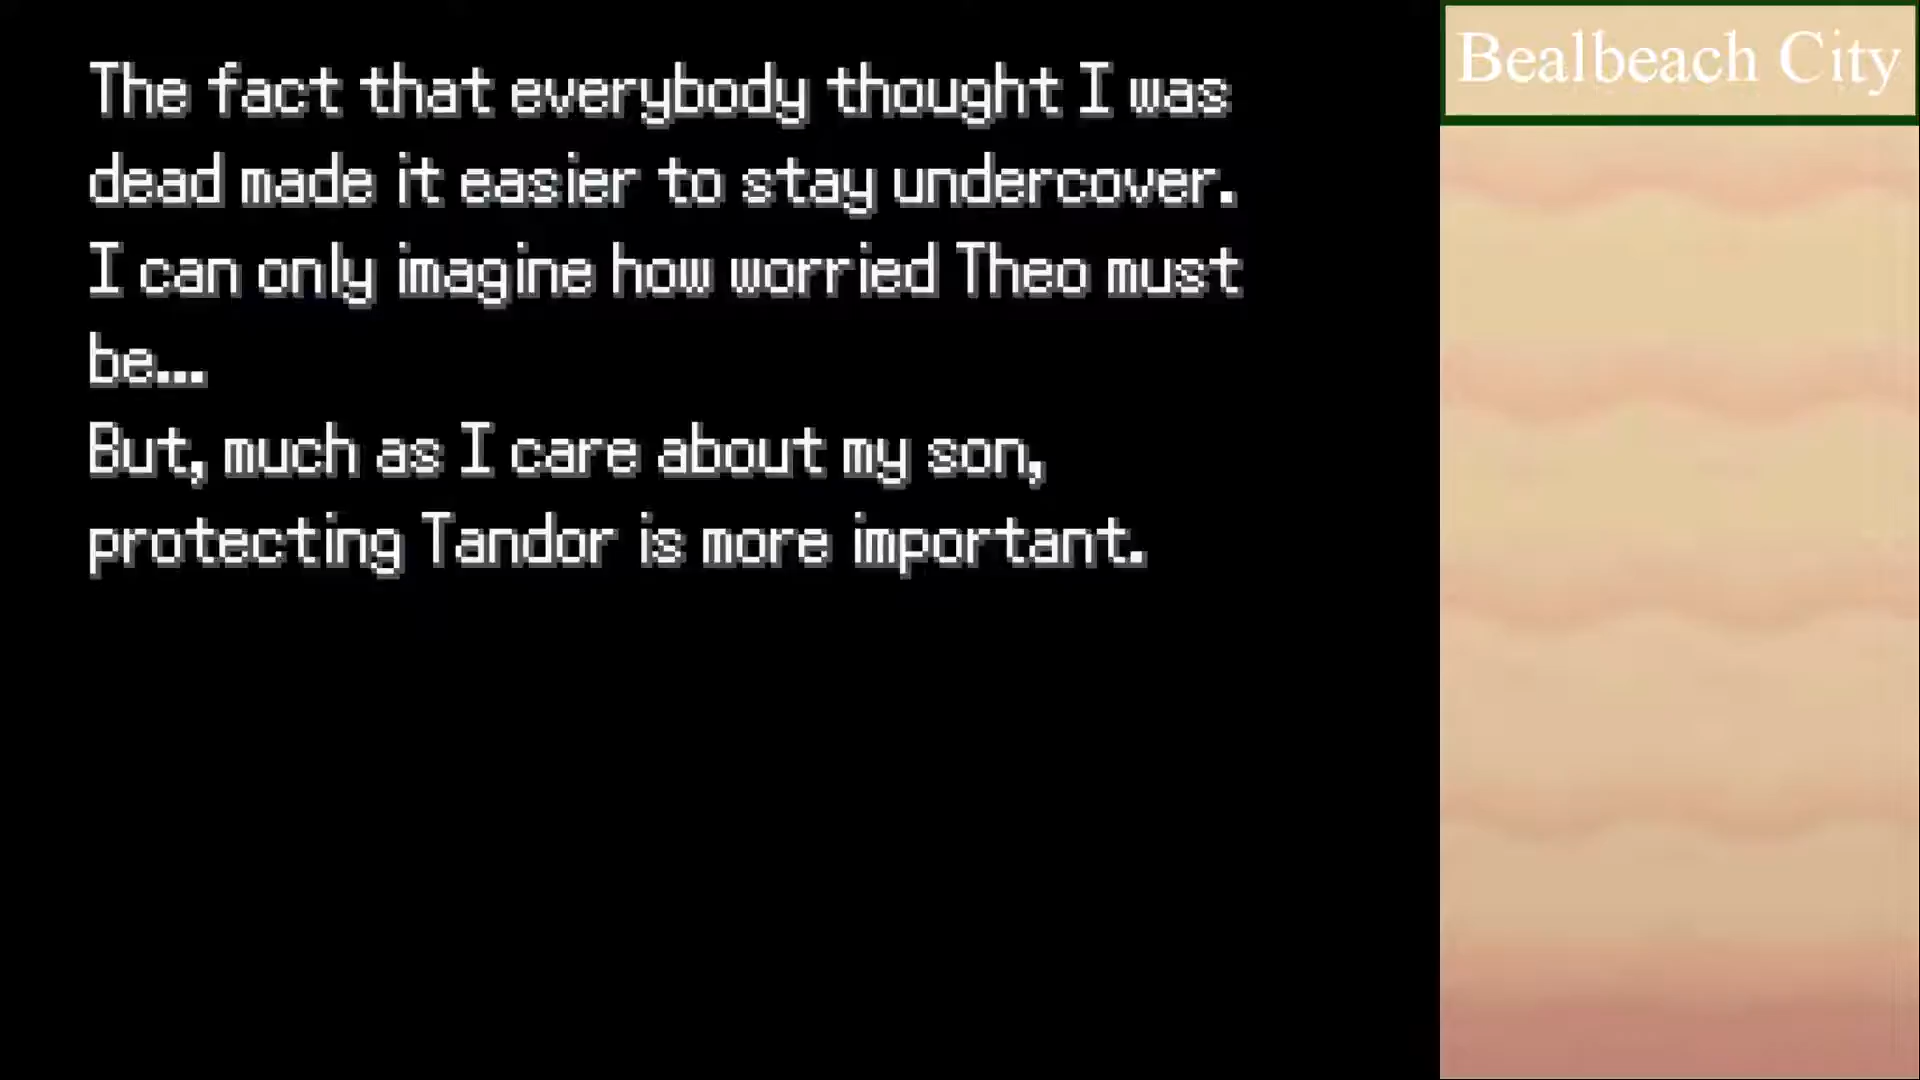 The fact that everybody thought I was
dead made it easier to stay undercover.
I can only imagine how worried Theo must
be...
But, much as I care about my son,
protecting Tandor is more important.
Bealbeach City